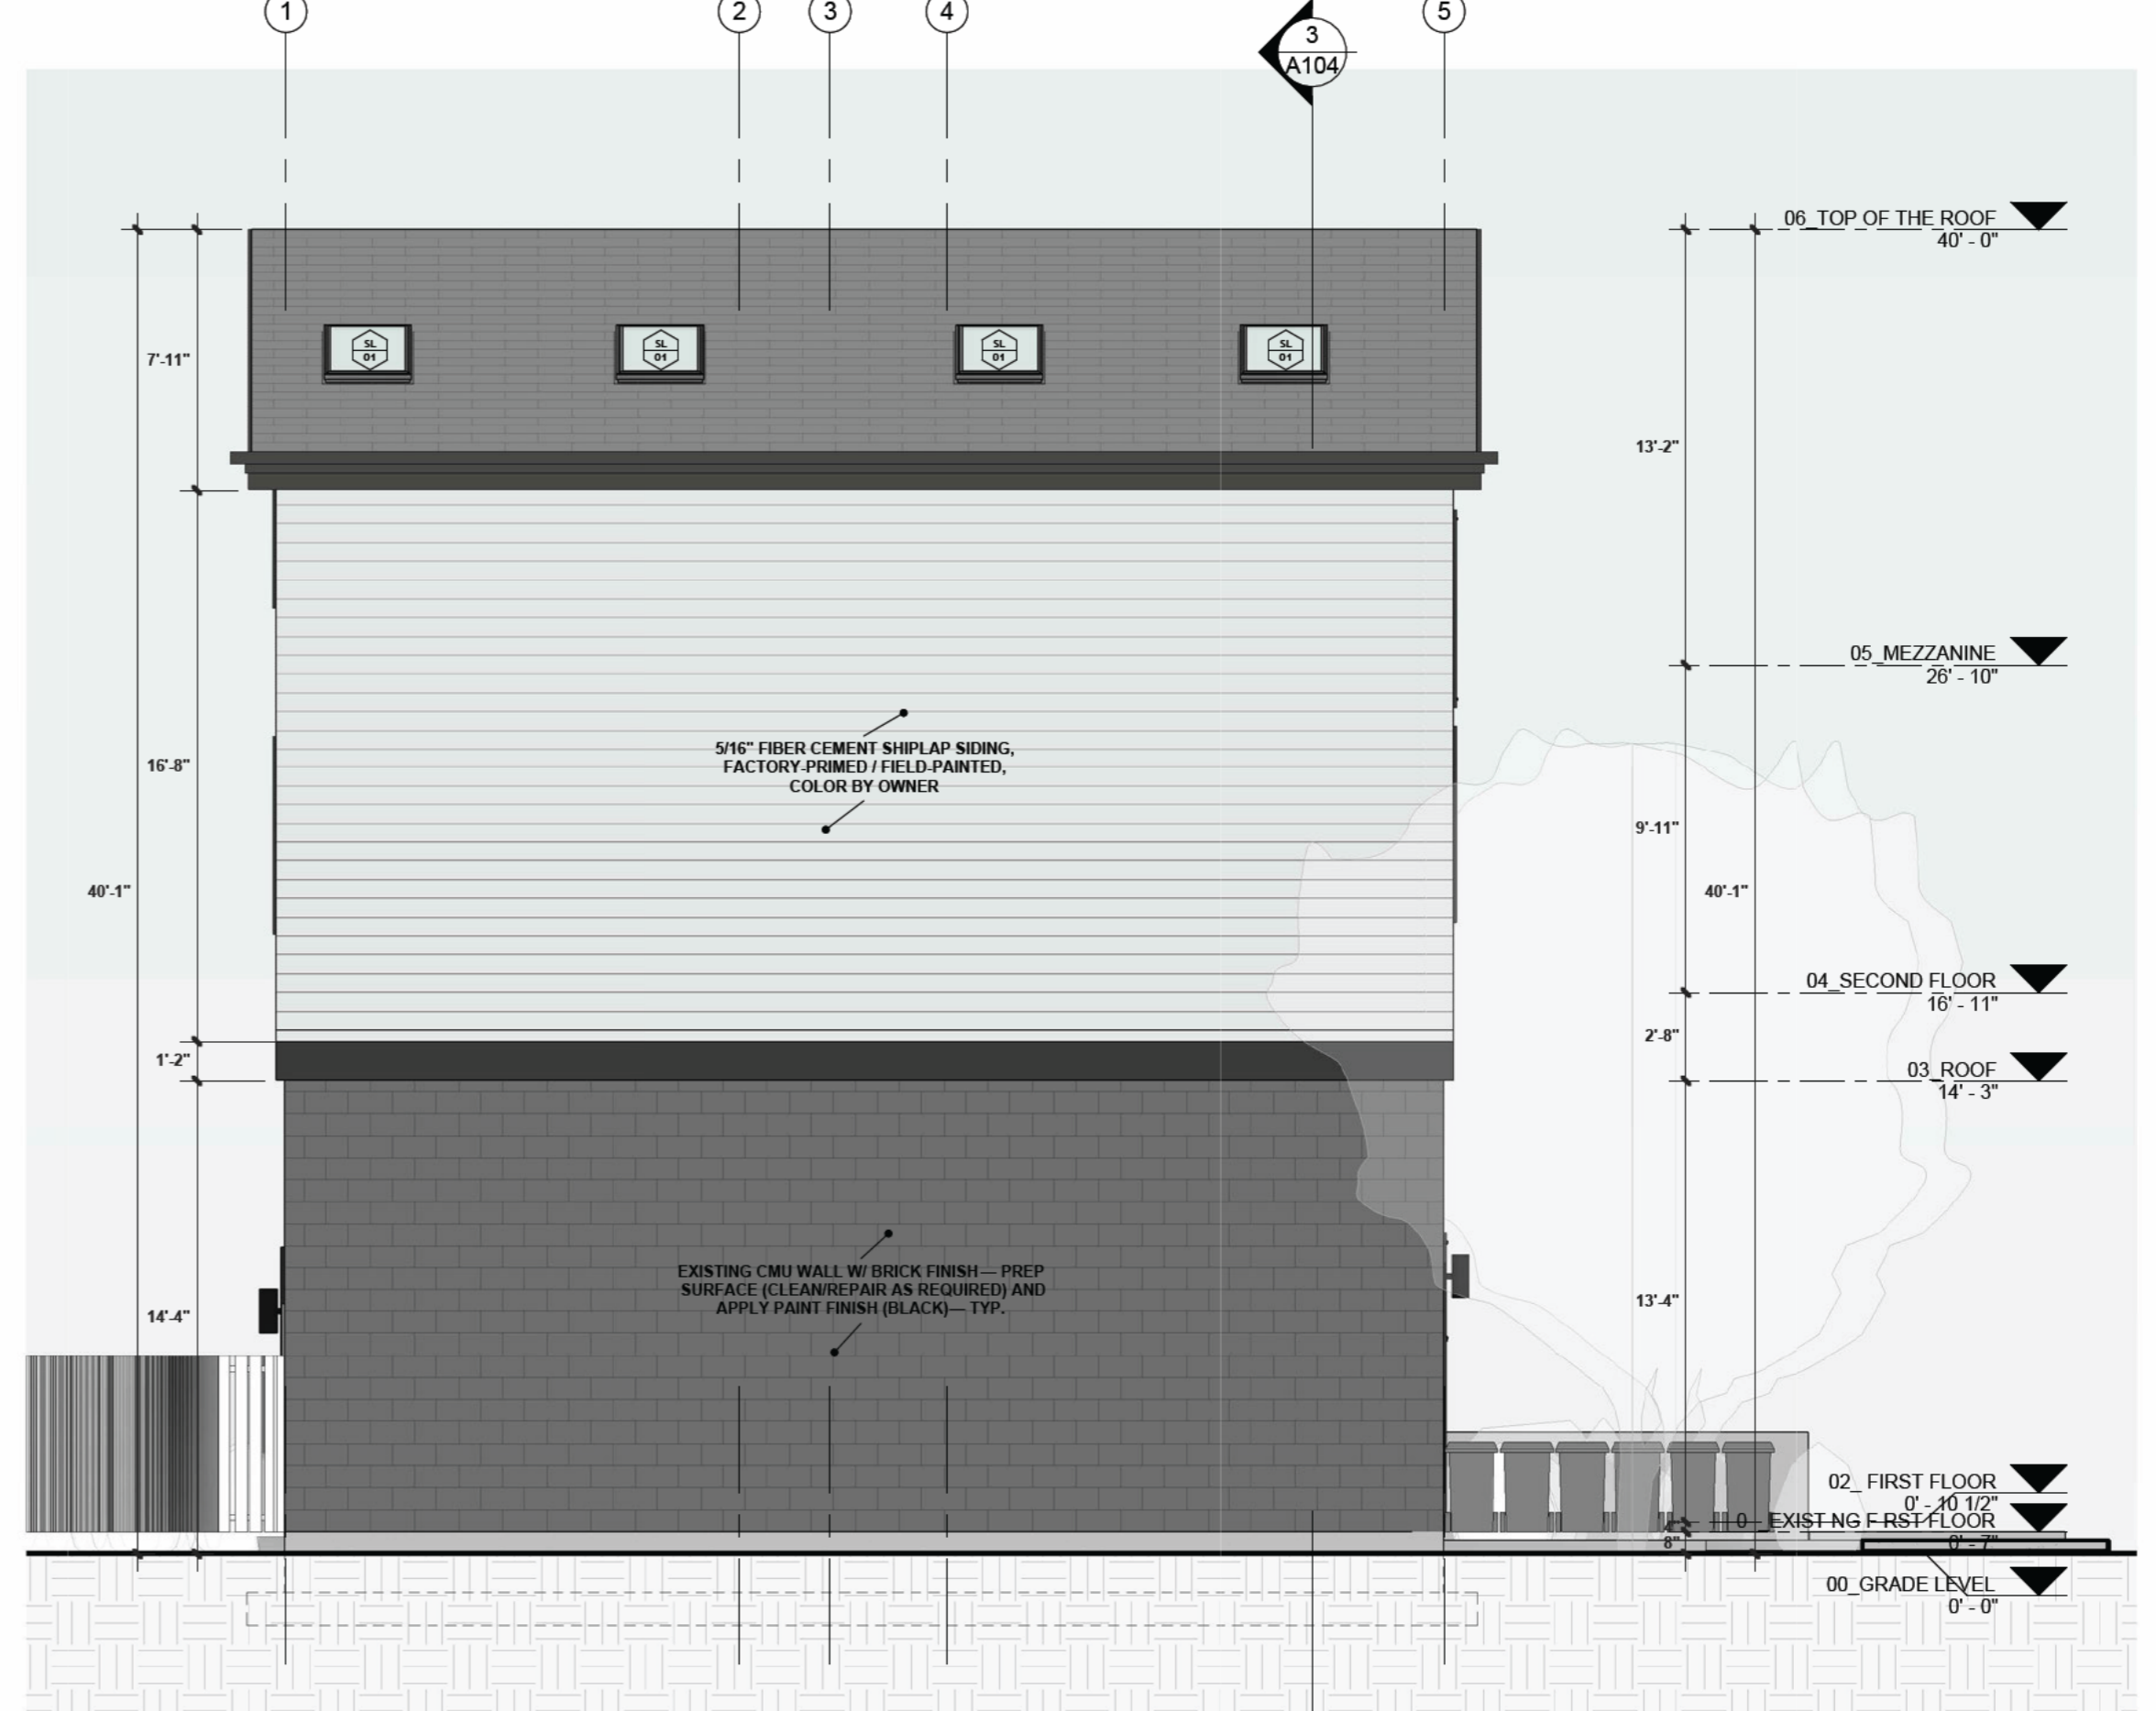 1
2
3
4
3
A104
5
06_TOP OF THE ROOF
40' - 0"
SL
01
SL
01
SL
01
SL
01
7'-11"
13'-2"
05_MEZZANINE
26' - 10"
5/16" FIBER CEMENT SHIPLAP SIDING,
FACTORY-PRIMED / FIELD-PAINTED,
COLOR BY OWNER
16'-8"
9'-11"
40'-1"
40'-1"
04_SECOND FLOOR
16' - 11"
2'-8"
1'-2"
03_ROOF
14' - 3"
EXISTING CMU WALL W/ BRICK FINISH— PREP
SURFACE (CLEAN/REPAIR AS REQUIRED) AND
APPLY PAINT FINISH (BLACK)— TYP.
14'-4"
13'-4"
02_ FIRST FLOOR
0' - 10 1/2"
EXIST NG F RST FLOOR
0' - 7"
8"
00_GRADE LEVEL
0' - 0"